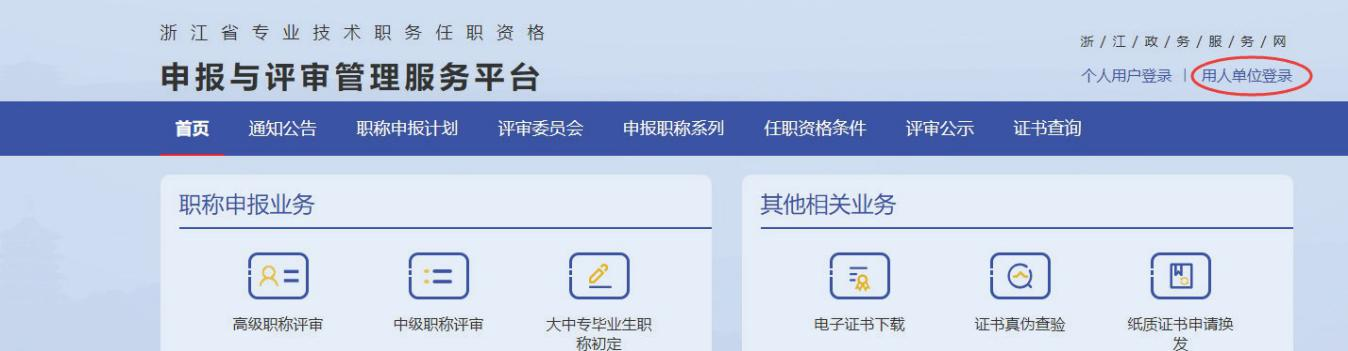 浙江省专业技术职务任职资格
申报与评审管理服务平台
浙/江/政/务/服/务/网
个人用户登录 | 用人单位登录
首页 通知公告 职称申报计划 评审委员会 申报职称系列 任职资格条件 评审公示 证书查询
职称申报业务
高级职称评审 中级职称评审 大中专毕业生职
称初定
其他相关业务
电子证书下载 证书真伪查验 纸质证书申请换
发